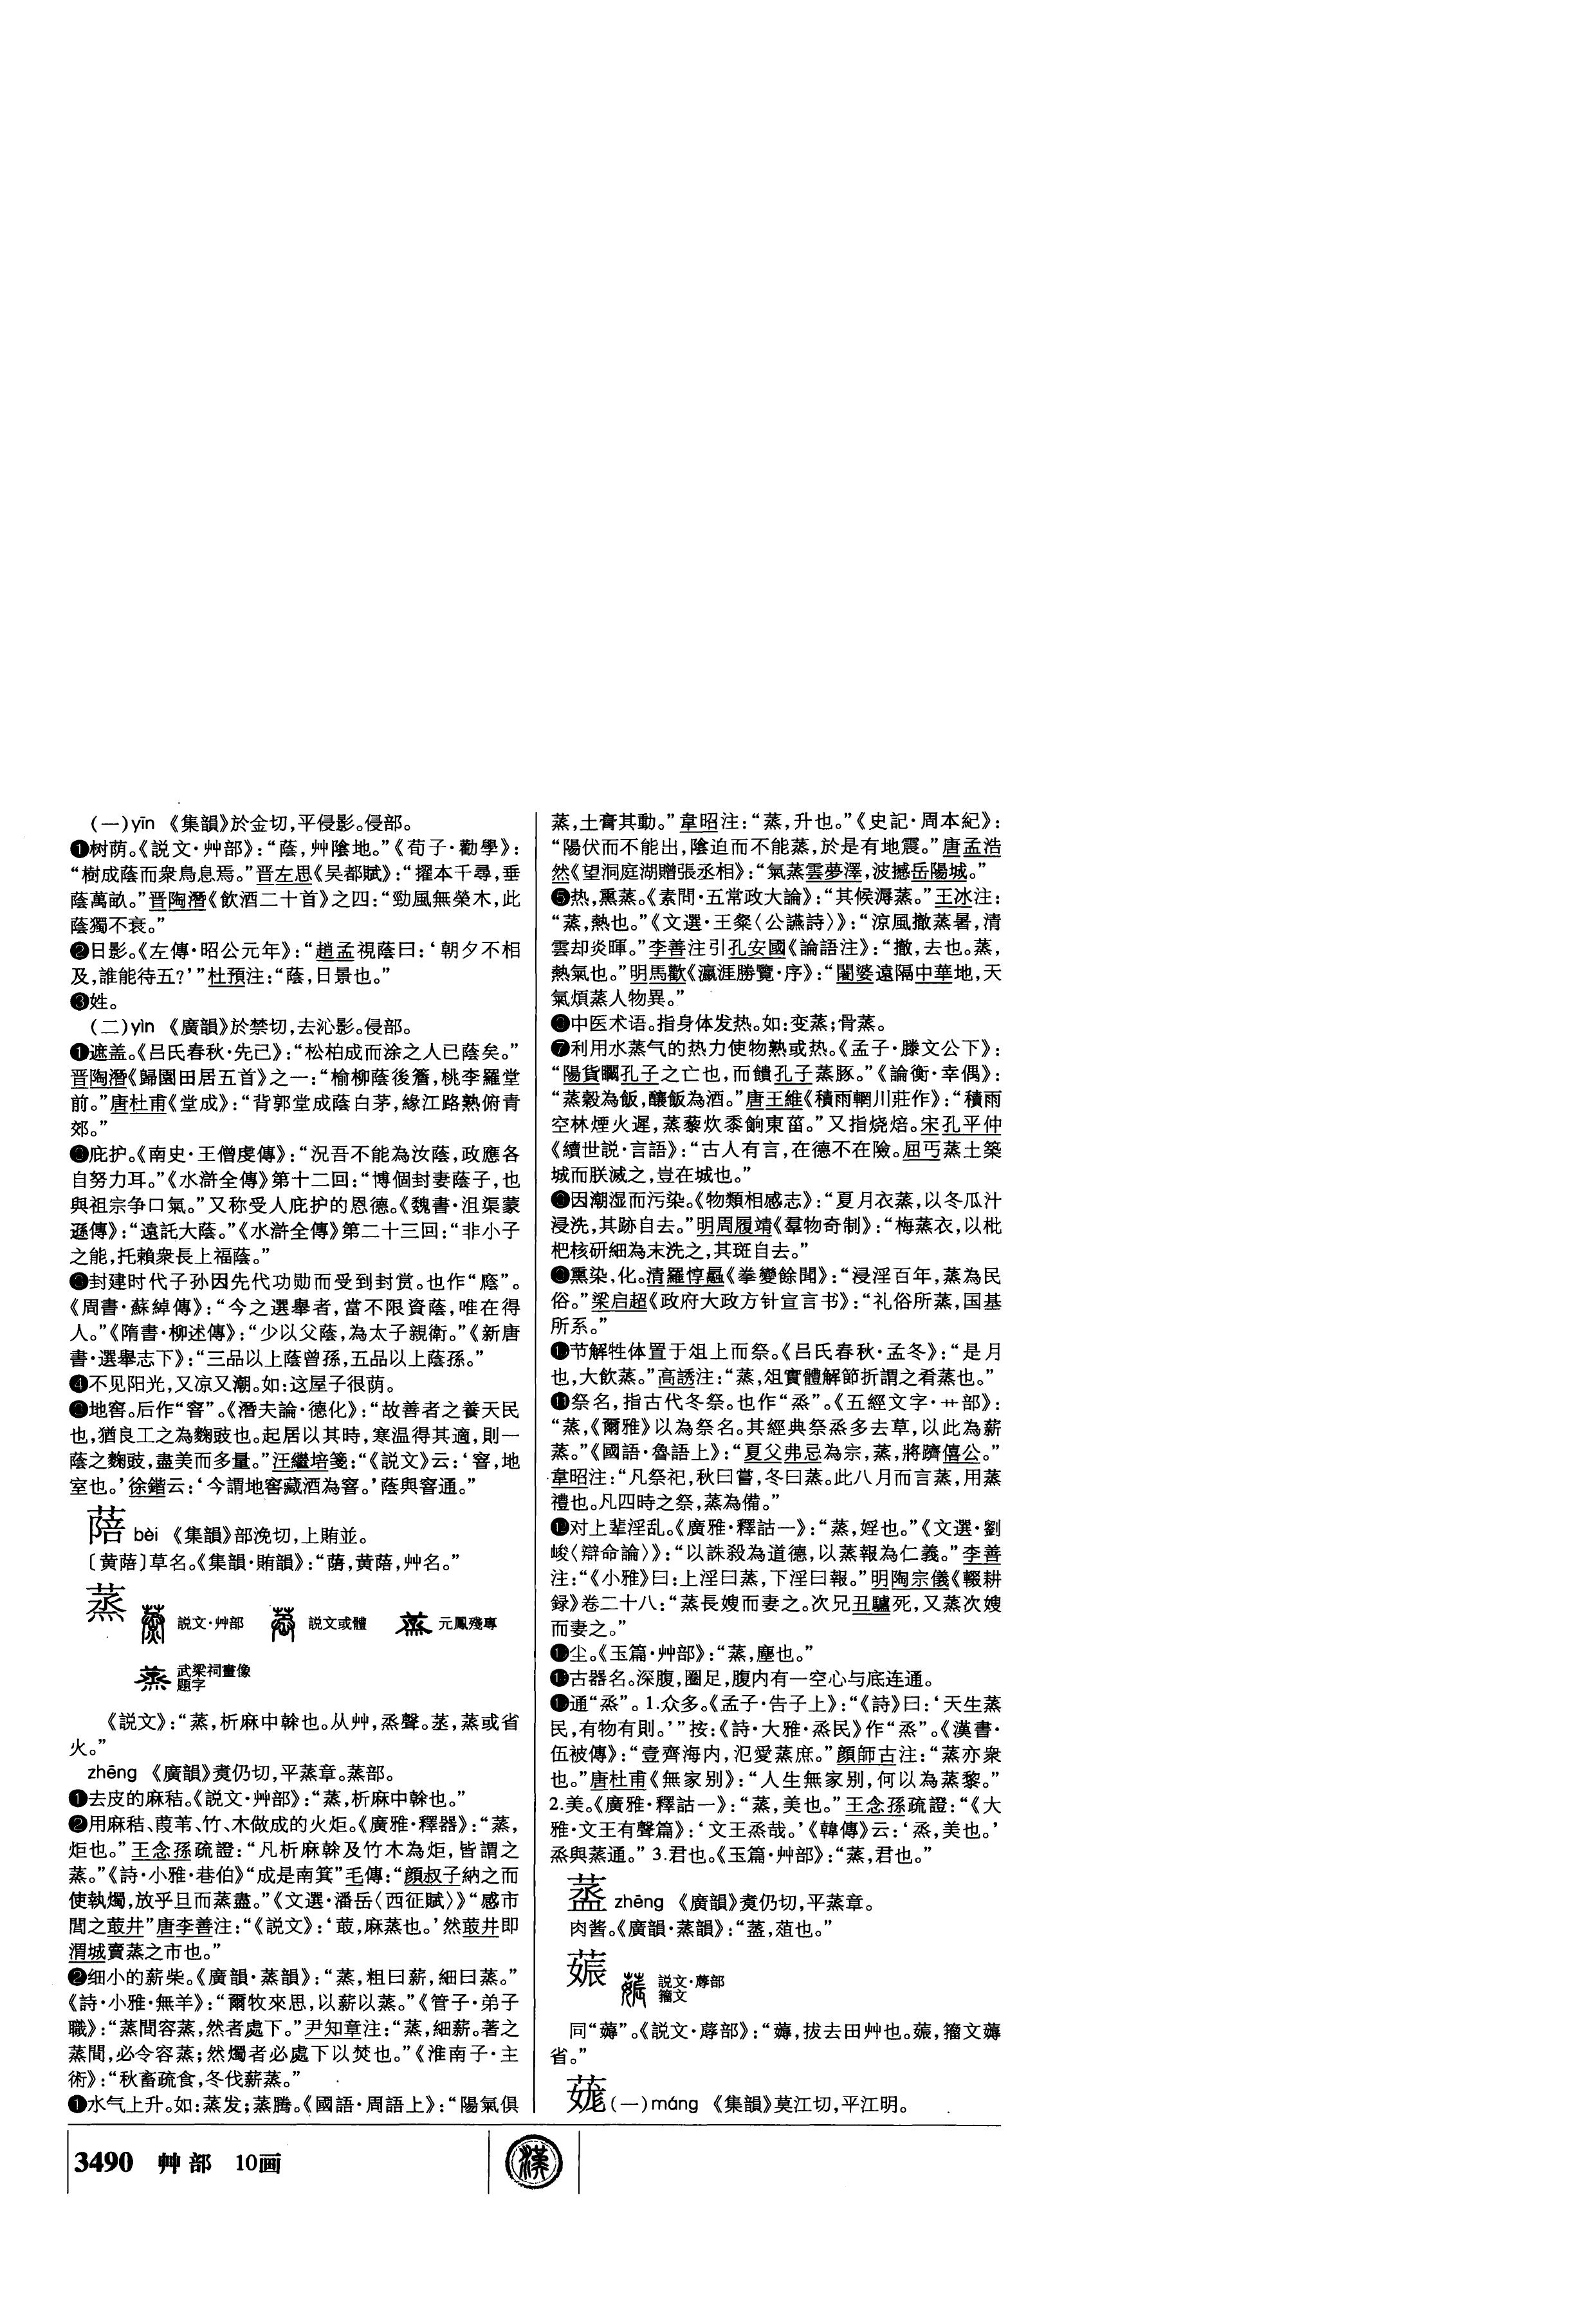 (一)yīn 《集韻》於金切,平侵影。侵部。
❶树荫。《説文·艸部》:“蔭,艸陰地。”《荀子·勸學》:
“樹成蔭而衆鳥息焉。”晋左思《吴都賦》:“擢本千尋,垂
蔭萬畝。”晋陶潛《飲酒二十首》之四:“勁風無榮木,此
蔭獨不衰。”
❷日影。《左傳·昭公元年》:“趙孟視蔭曰:‘朝夕不相
及,誰能待五?’”杜預注:“蔭,日景也。”
❸姓。
(二)yìn 《廣韻》於禁切,去沁影。侵部。
❶遮盖。《吕氏春秋·先己》:“松柏成而涂之人已蔭矣。”
晋陶潛《歸園田居五首》之一:“榆柳蔭後簷,桃李羅堂
前。”唐杜甫《堂成》:“背郭堂成蔭白茅,緣江路熟俯青
郊。”
庇护。《南史·王僧虔傳》:“況吾不能為汝蔭,政應各
自努力耳。”《水滸全傳》第十二回:“博個封妻蔭子,也
與祖宗争口氣。”又称受人庇护的恩德。《魏書·沮渠蒙
遜傳》:“遠託大蔭。”《水滸全傳》第二十三回:“非小子
之能,托賴衆長上福蔭。”
封建时代子孙因先代功勋而受到封赏。也作“廕”。
《周書·蘇綽傳》:“今之選舉者,當不限資蔭,唯在得
人。”《隋書·柳述傳》:“少以父蔭,為太子親衛。”《新唐
書·選舉志下》:“三品以上蔭曾孫,五品以上蔭孫。”
❹不见阳光,又凉又潮。如:这屋子很荫。
地窖。后作“窨”。《潛夫論·德化》:“故善者之養天民
也,猶良工之為麴豉也。起居以其時,寒温得其適,則一
蔭之麴豉,盡美而多量。”汪繼培箋:“《説文》云:‘窨,地
室也。’徐鍇云:‘今謂地窖藏酒為窨。’蔭與窨通。”
蓓 bèi 《集韻》部浼切,上賄並。
〔黄蓓〕草名。《集韻·賄韻》:“蓓,黄蓓,艸名。”
蒸 説文·艸部 説文或體 元鳳殘專
武梁祠畫像
題字
《説文》:“蒸,析麻中榦也。从艸,烝聲。䒱,蒸或省
火。”
zhēng 《廣韻》煑仍切,平蒸章。蒸部。
❶去皮的麻秸。《説文·艸部》:“蒸,析麻中榦也。”
❷用麻秸、葭苇、竹、木做成的火炬。《廣雅·釋器》:“蒸,
炬也。”王念孫疏證:“凡析麻榦及竹木為炬,皆謂之
蒸。”《詩·小雅·巷伯》“成是南箕”毛傳:“顔叔子納之而
使執燭,放乎旦而蒸盡。”《文選·潘岳〈西征賦〉》“感市
閭之菆井”唐李善注:“《説文》:‘菆,麻蒸也。’然菆井即
渭城賣蒸之市也。”
❷细小的薪柴。《廣韻·蒸韻》:“蒸,粗曰薪,細曰蒸。”
《詩·小雅·無羊》:“爾牧來思,以薪以蒸。”《管子·弟子
職》:“蒸間容蒸,然者處下。”尹知章注:“蒸,細薪。著之
蒸間,必令容蒸;然燭者必處下以焚也。”《淮南子·主
術》:“秋畜疏食,冬伐薪蒸。”
❶水气上升。如:蒸发;蒸腾。《國語·周語上》:“陽氣俱
蒸,土膏其動。”韋昭注:“蒸,升也。”《史記·周本紀》:
“陽伏而不能出,陰迫而不能蒸,於是有地震。”唐孟浩
然《望洞庭湖贈張丞相》:“氣蒸雲夢澤,波撼岳陽城。”
❺热,熏蒸。《素問·五常政大論》:“其候溽蒸。”王冰注:
“蒸,熱也。”《文選·王粲〈公讌詩〉》:“涼風撤蒸暑,清
雲却炎暉。”李善注引孔安國《論語注》:“撤,去也。蒸,
熱氣也。”明馬歡《瀛涯勝覽·序》:“闍婆遠隔中華地,天
氣煩蒸人物異。”
中医术语。指身体发热。如:变蒸;骨蒸。
❼利用水蒸气的热力使物熟或热。《孟子·滕文公下》:
“陽貨矙孔子之亡也,而饋孔子蒸豚。”《論衡·幸偶》:
“蒸穀為飯,釀飯為酒。”唐王維《積雨輞川莊作》:“積雨
空林煙火遲,蒸藜炊黍餉東菑。”又指烧焙。宋孔平仲
《續世説·言語》:“古人有言,在德不在險。屈丐蒸土築
城而朕滅之,豈在城也。”
因潮湿而污染。《物類相感志》:“夏月衣蒸,以冬瓜汁
浸洗,其跡自去。”明周履靖《羣物奇制》:“梅蒸衣,以枇
杷核研細為末洗之,其斑自去。”
熏染,化。清羅惇曧《拳變餘聞》:“浸淫百年,蒸為民
俗。”梁启超《政府大政方针宣言书》:“礼俗所蒸,国基
所系。”
节解牲体置于俎上而祭。《吕氏春秋·孟冬》:“是月
也,大飲蒸。”高誘注:“蒸,俎實體解節折謂之肴蒸也。”
⓫祭名,指古代冬祭。也作“烝”。《五經文字·艹部》:
“蒸,《爾雅》以為祭名。其經典祭烝多去草,以此為薪
蒸。”《國語·魯語上》:“夏父弗忌為宗,蒸,將躋僖公。”
韋昭注:“凡祭祀,秋曰嘗,冬曰蒸。此八月而言蒸,用蒸
禮也。凡四時之祭,蒸為備。”
对上辈淫乱。《廣雅·釋詁一》:“蒸,婬也。”《文選·劉
峻〈辯命論〉》:“以誅殺為道德,以蒸報為仁義。”李善
注:“《小雅》曰:上淫曰蒸,下淫曰報。”明陶宗儀《輟耕
録》卷二十八:“蒸長嫂而妻之。次兄丑驢死,又蒸次嫂
而妻之。”
尘。《玉篇·艸部》:“蒸,塵也。”
古器名。深腹,圈足,腹内有一空心与底连通。
通“烝”。1.众多。《孟子·告子上》:“《詩》曰:‘天生蒸
民,有物有則。’”按:《詩·大雅·烝民》作“烝”。《漢書·
伍被傳》:“壹齊海内,氾愛蒸庶。”顔師古注:“蒸亦衆
也。”唐杜甫《無家别》:“人生無家别,何以為蒸黎。”
2.美。《廣雅·釋詁一》:“蒸,美也。”王念孫疏證:“《大
雅·文王有聲篇》:‘文王烝哉。’《韓傳》云:‘烝,美也。’
烝與蒸通。” 3.君也。《玉篇·艸部》:“蒸,君也。”
zhēng 《廣韻》煑仍切,平蒸章。
肉酱。《廣韻·蒸韻》:“,葅也。”
説文·蓐部
籀文
同“薅”。《説文·蓐部》:“薅,拔去田艸也。,籀文薅
省。”
(一)máng 《集韻》莫江切,平江明。
3490 艸部 10画
漢